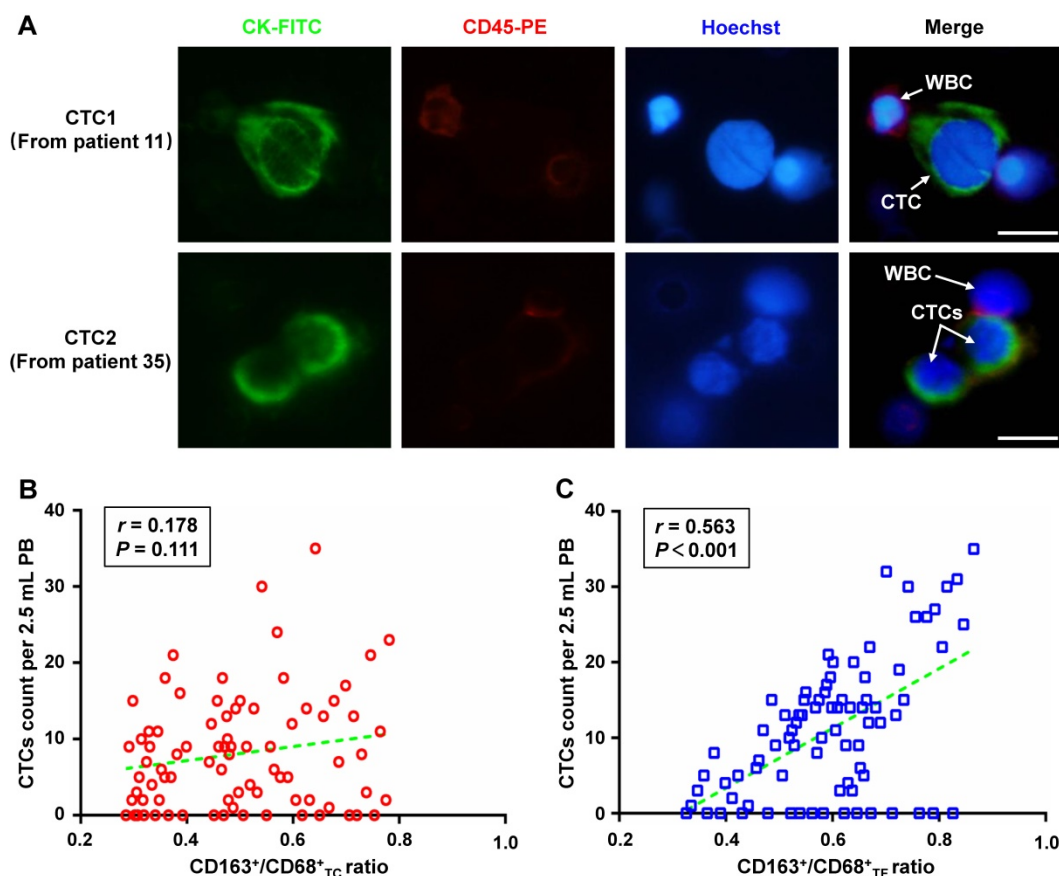 A
CK-FITC CD45-PE Hoechst Merge
CTC1
(From patient 11)
WBC
CTC
CTC2
(From patient 35)
WBC
CTCs
B
r = 0.178
P = 0.111
CTCs count per 2.5 mL PB
40
30
20
10
0
0.2 0.4 0.6 0.8 1.0
CD163⁺/CD68⁺TC ratio
C
r = 0.563
P < 0.001
CTCs count per 2.5 mL PB
40
30
20
10
0
0.2 0.4 0.6 0.8 1.0
CD163⁺/CD68⁺TF ratio